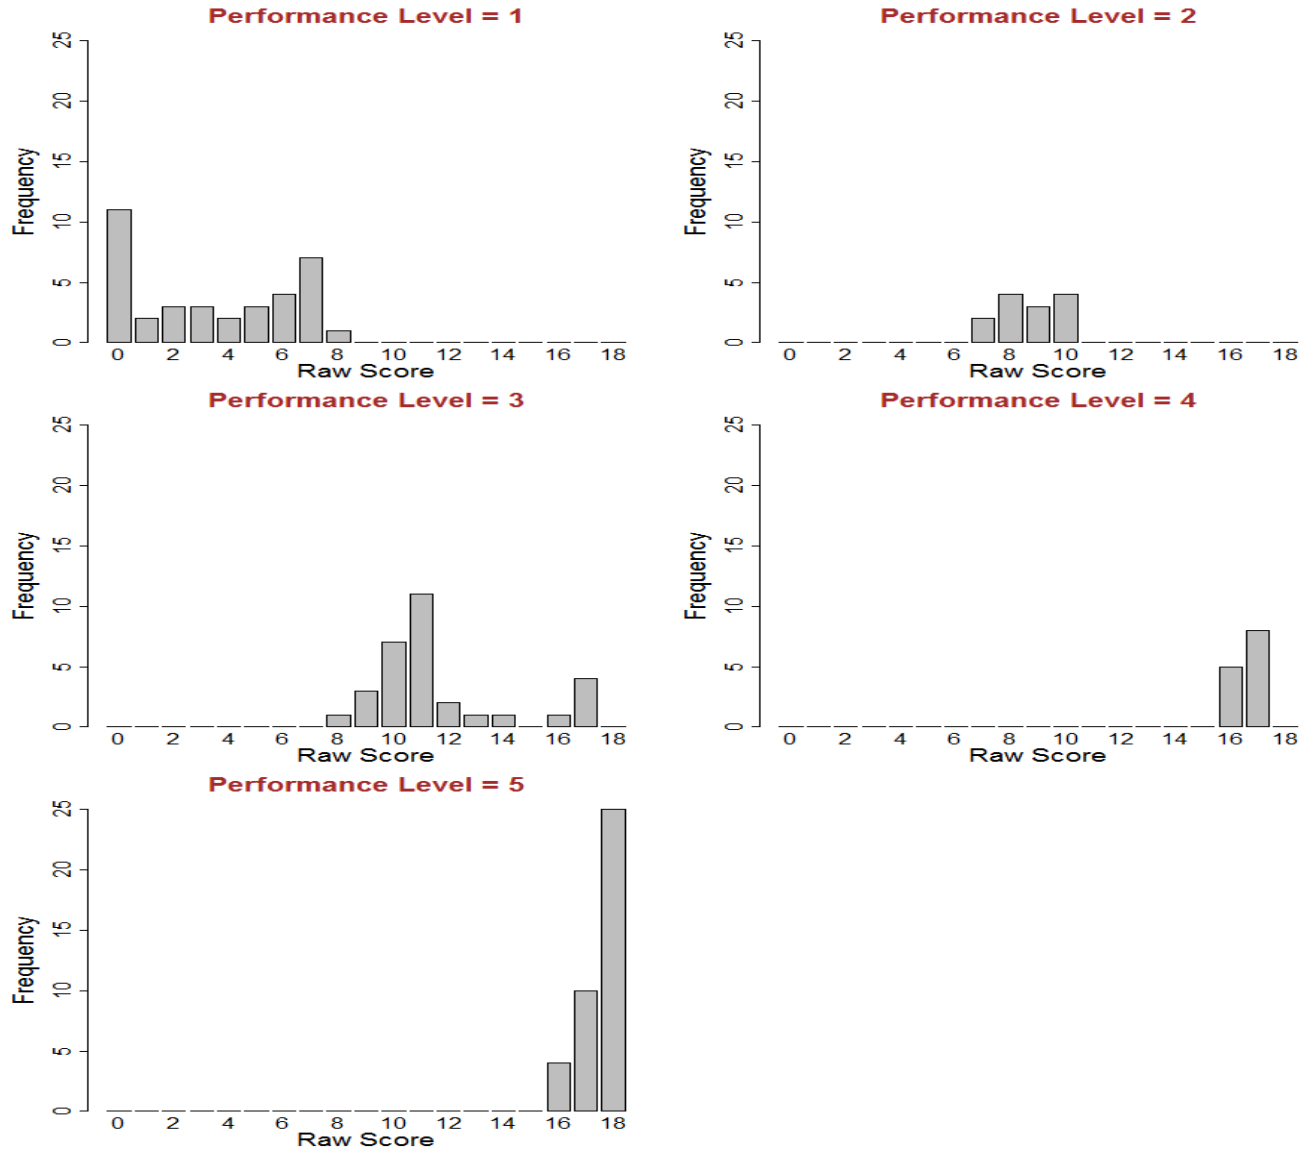 Performance Level = 1
25
20
15
10
5
0
Frequency
0 2 4 6 8 10 12 14 16 18
Raw Score
Performance Level = 2
25
20
15
10
5
0
Frequency
0 2 4 6 8 10 12 14 16 18
Raw Score
Performance Level = 3
25
20
15
10
5
0
Frequency
0 2 4 6 8 10 12 14 16 18
Raw Score
Performance Level = 4
25
20
15
10
5
0
Frequency
0 2 4 6 8 10 12 14 16 18
Raw Score
Performance Level = 5
25
20
15
10
5
0
Frequency
0 2 4 6 8 10 12 14 16 18
Raw Score